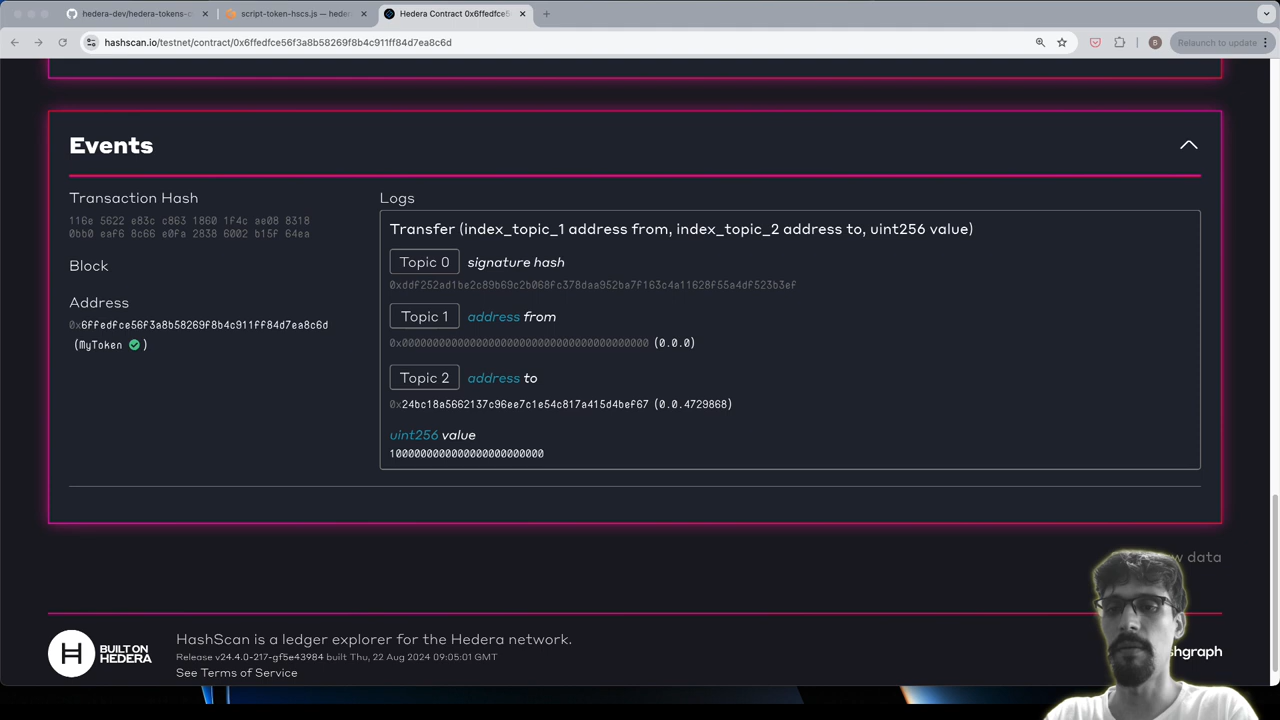 hedera-dev/hedera-tokens-c
script-token-hscs.js — heder
Hedera Contract 0x6ffedfce5
hashscan.io/testnet/contract/0x6ffedfce56f3a8b58269f8b4c911ff84d7ea8c6d
B
Relaunch to update
Events
Transaction Hash
116e 5622 e83c c863 1860 1f4c ae08 8318
0bb0 eaf6 8c66 e0fa 2838 6002 b15f 64ea
Block
Address
0x6ffedfce56f3a8b58269f8b4c911ff84d7ea8c6d
(MyToken )
Logs
Transfer (index_topic_1 address from, index_topic_2 address to, uint256 value)
Topic 0 signature hash
0xddf252ad1be2c89b69c2b068fc378daa952ba7f163c4a11628f55a4df523b3ef
Topic 1 address from
0x0000000000000000000000000000000000000000 (0.0.0)
Topic 2 address to
0x24bc18a5662137c96ee7c1e54c817a415d4bef67 (0.0.4729868)
uint256 value
1000000000000000000000000
data
H BUILT ON
HEDERA
HashScan is a ledger explorer for the Hedera network.
Release v24.4.0-217-gf5e43984 built Thu, 22 Aug 2024 09:05:01 GMT
See Terms of Service
shgraph